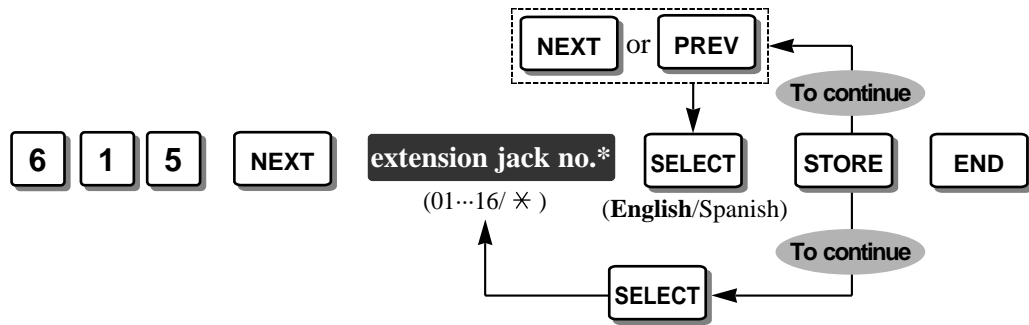 NEXT or PREV
To continue
6 1 5 NEXT extension jack no.* SELECT STORE END
(01···16/ ✳ ) (English/Spanish)
To continue
SELECT